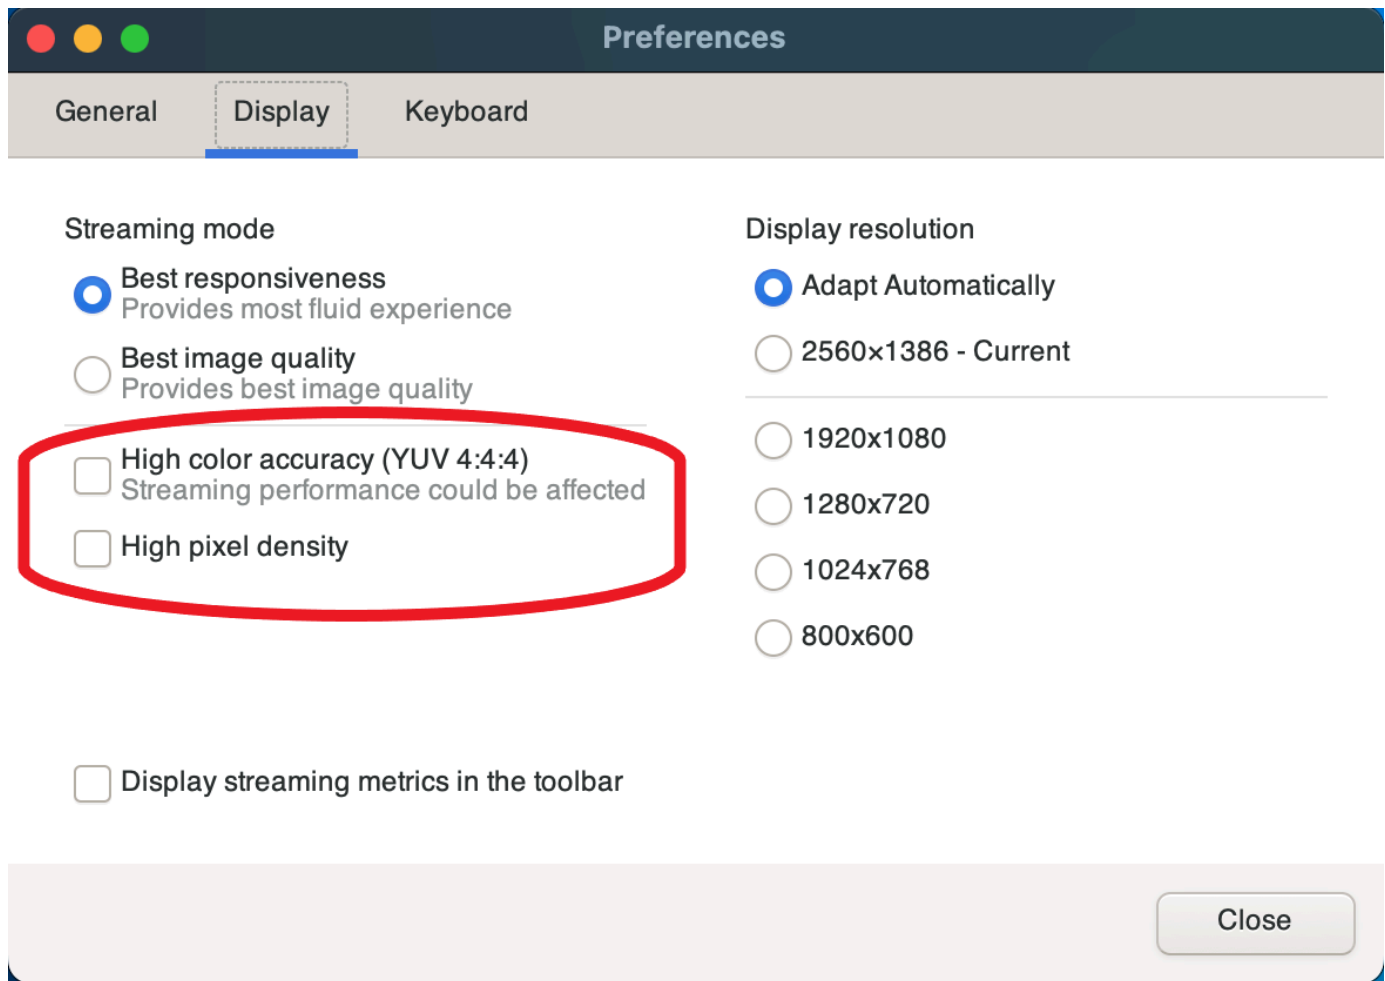 Preferences
General
Display
Keyboard
Streaming mode
Best responsiveness
Provides most fluid experience
Best image quality
Provides best image quality
High color accuracy (YUV 4:4:4)
Streaming performance could be affected
High pixel density
Display streaming metrics in the toolbar
Display resolution
Adapt Automatically
2560×1386 - Current
1920x1080
1280x720
1024x768
800x600
Close